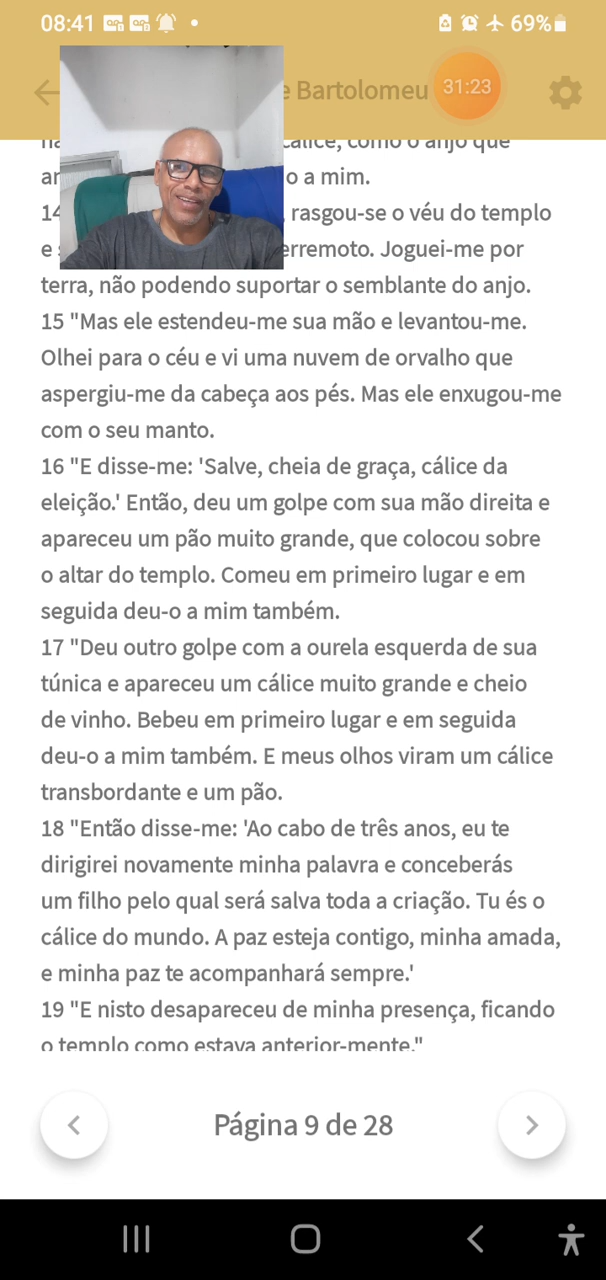 08:41
69%
e Bartolomeu
31:23
cálice, como o anjo que
o a mim.
14 rasgou-se o véu do templo
e s erremoto. Joguei-me por
terra, não podendo suportar o semblante do anjo.
15 "Mas ele estendeu-me sua mão e levantou-me.
Olhei para o céu e vi uma nuvem de orvalho que
aspergiu-me da cabeça aos pés. Mas ele enxugou-me
com o seu manto.
16 "E disse-me: 'Salve, cheia de graça, cálice da
eleição.' Então, deu um golpe com sua mão direita e
apareceu um pão muito grande, que colocou sobre
o altar do templo. Comeu em primeiro lugar e em
seguida deu-o a mim também.
17 "Deu outro golpe com a ourela esquerda de sua
túnica e apareceu um cálice muito grande e cheio
de vinho. Bebeu em primeiro lugar e em seguida
deu-o a mim também. E meus olhos viram um cálice
transbordante e um pão.
18 "Então disse-me: 'Ao cabo de três anos, eu te
dirigirei novamente minha palavra e conceberás
um filho pelo qual será salva toda a criação. Tu és o
cálice do mundo. A paz esteja contigo, minha amada,
e minha paz te acompanhará sempre.'
19 "E nisto desapareceu de minha presença, ficando
o templo como estava anterior-mente."
Página 9 de 28